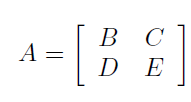 A = [ B C
D E ]